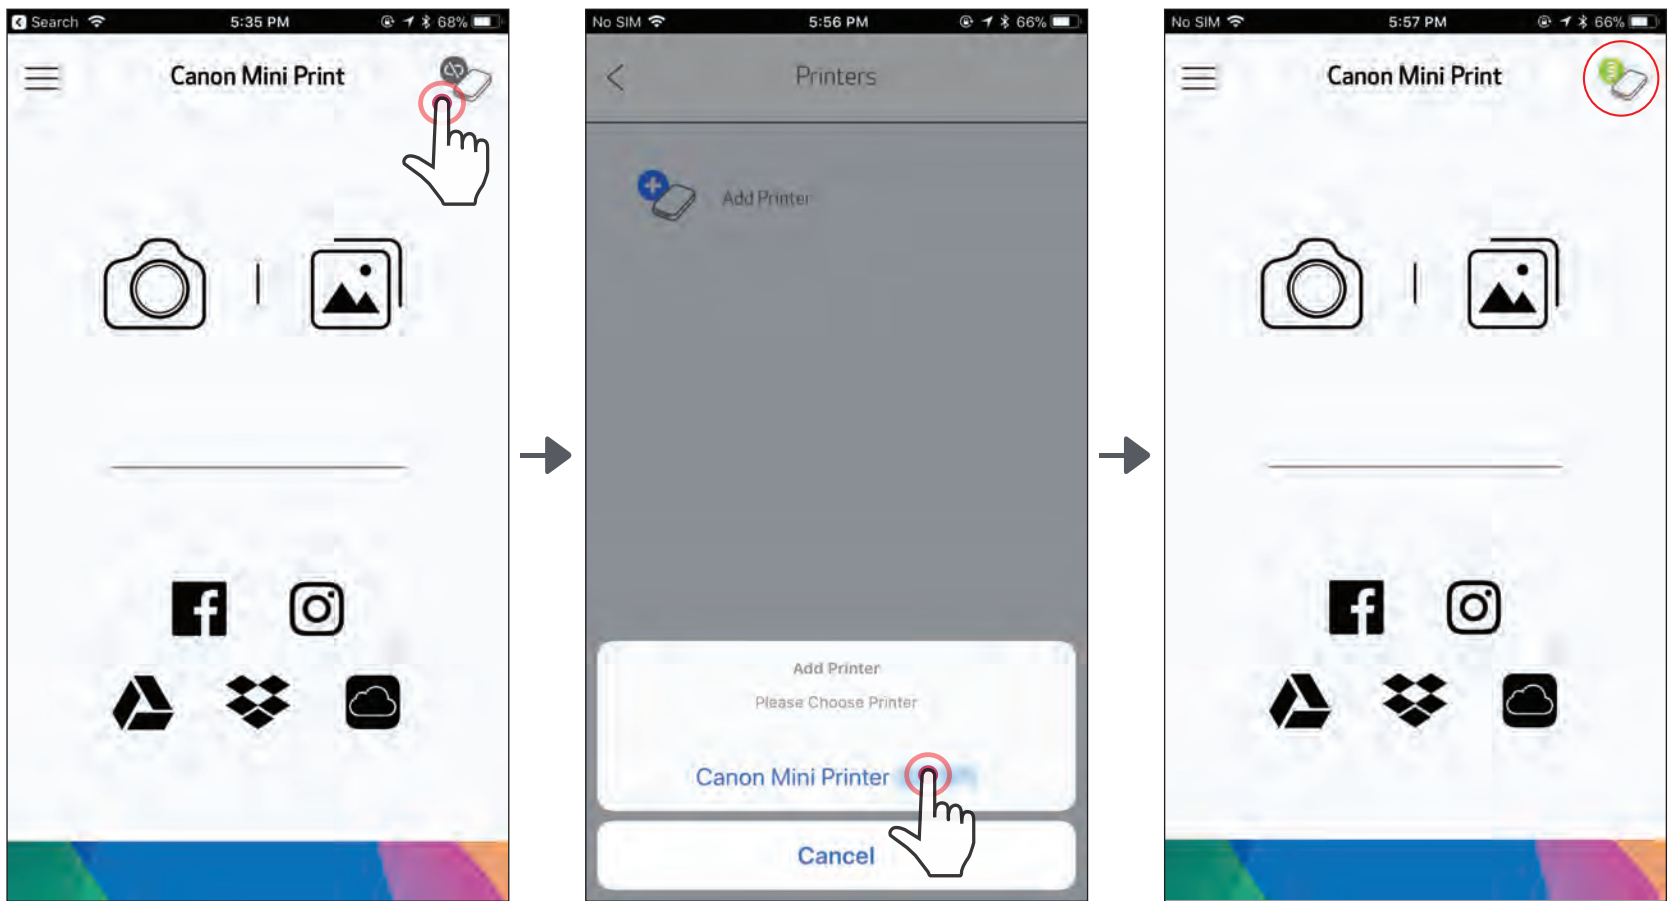 Search 5:35 PM 68%
Canon Mini Print
No SIM 5:56 PM 66%
Printers
Add Printer
Add Printer
Please Choose Printer
Canon Mini Printer
Cancel
No SIM 5:57 PM 66%
Canon Mini Print